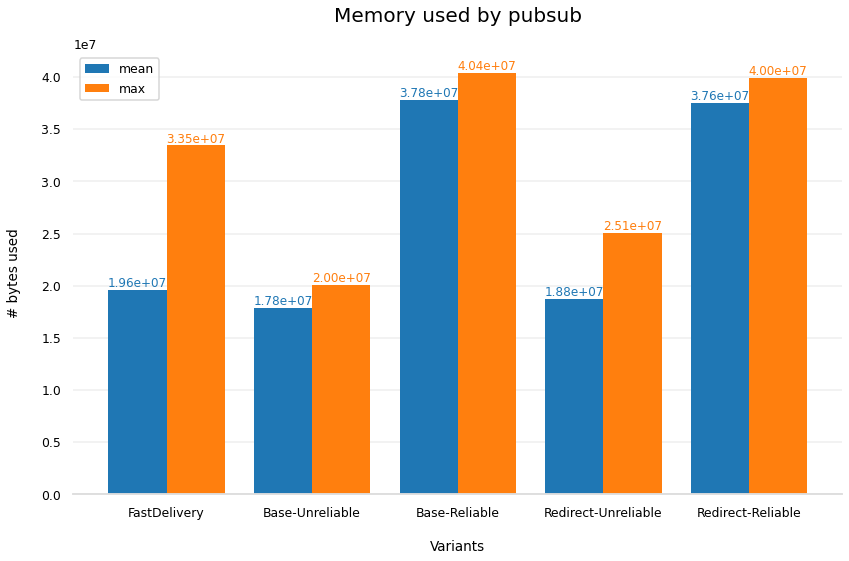 Memory used by pubsub
1e7
mean
max
4.0
3.5
3.0
2.5
2.0
1.5
1.0
0.5
0.0
# bytes used
1.96e+07
3.35e+07
1.78e+07
2.00e+07
3.78e+07
4.04e+07
1.88e+07
2.51e+07
3.76e+07
4.00e+07
FastDelivery
Base-Unreliable
Base-Reliable
Redirect-Unreliable
Redirect-Reliable
Variants